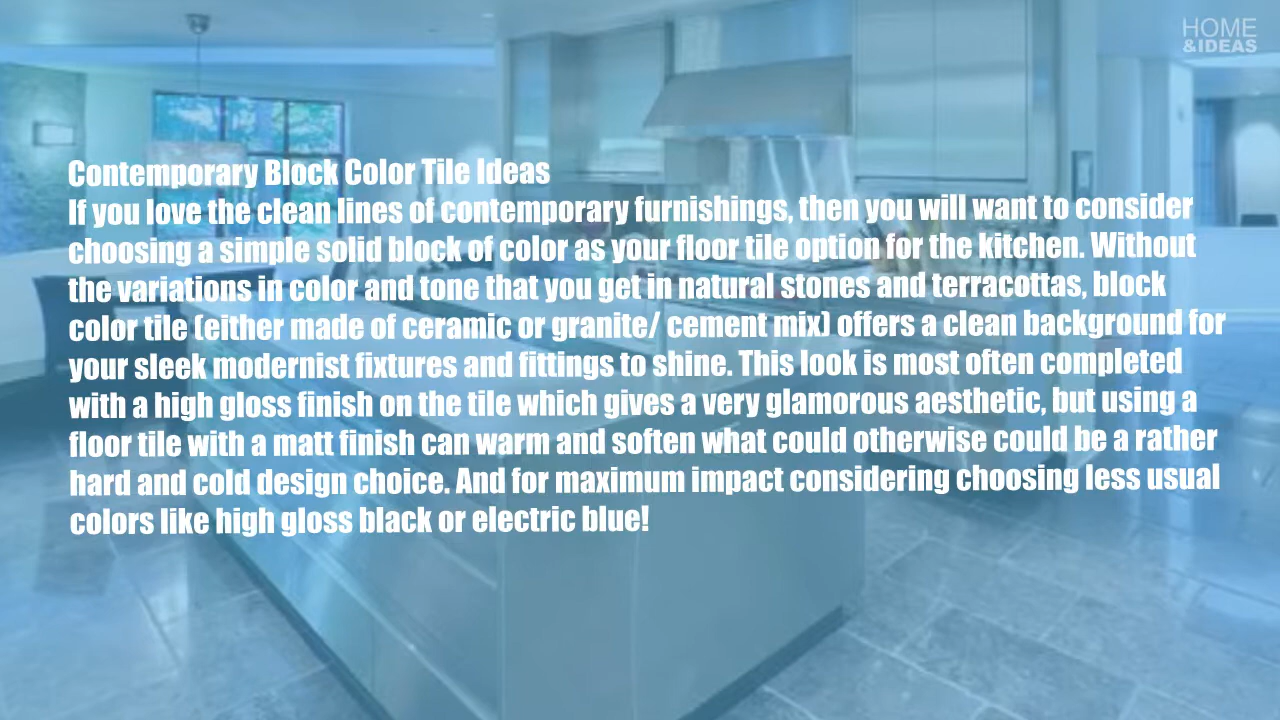 HOME
&IDEAS
Contemporary Block Color Tile Ideas
If you love the clean lines of contemporary furnishings, then you will want to consider
choosing a simple solid block of color as your floor tile option for the kitchen. Without
the variations in color and tone that you get in natural stones and terracottas, block
color tile (either made of ceramic or granite/ cement mix) offers a clean background for
your sleek modernist fixtures and fittings to shine. This look is most often completed
with a high gloss finish on the tile which gives a very glamorous aesthetic, but using a
floor tile with a matt finish can warm and soften what could otherwise could be a rather
hard and cold design choice. And for maximum impact considering choosing less usual
colors like high gloss black or electric blue!